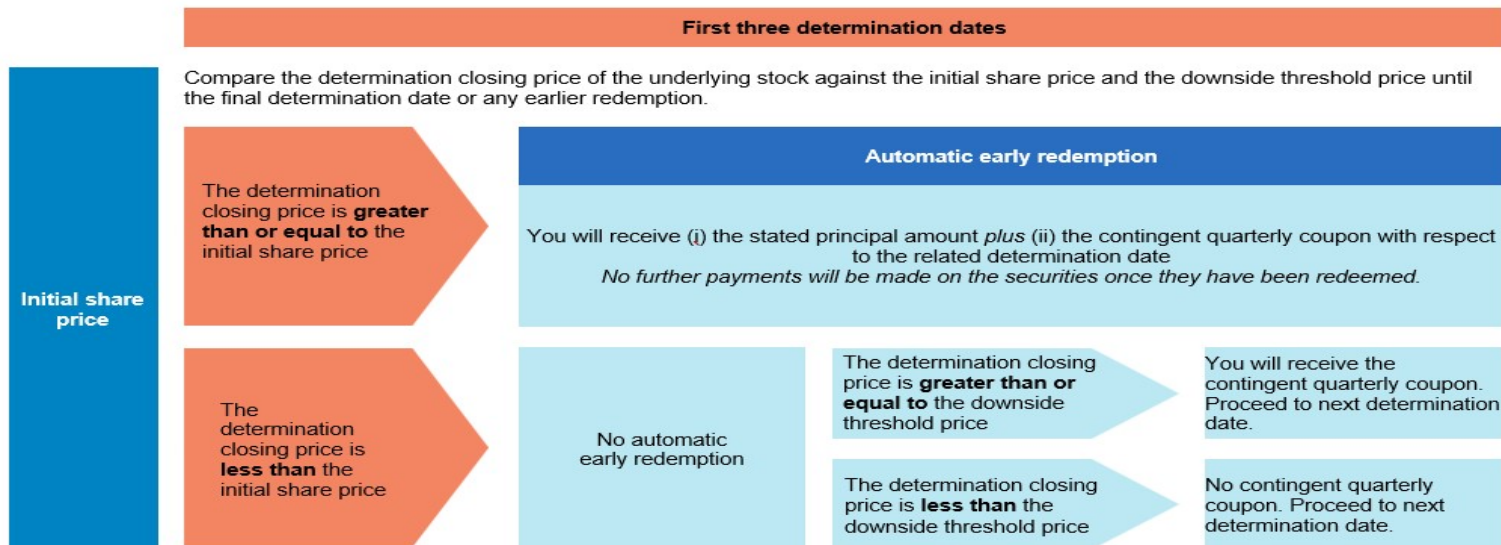 First three determination dates
Compare the determination closing price of the underlying stock against the initial share price and the downside threshold price until
the final determination date or any earlier redemption.
Initial share
price
The determination
closing price is greater
than or equal to the
initial share price
Automatic early redemption
You will receive (i) the stated principal amount plus (ii) the contingent quarterly coupon with respect
to the related determination date
No further payments will be made on the securities once they have been redeemed.
The
determination
closing price is
less than the
initial share price
No automatic
early redemption
The determination closing
price is greater than or
equal to the downside
threshold price
You will receive the
contingent quarterly coupon.
Proceed to next determination
date.
The determination closing
price is less than the
downside threshold price
No contingent quarterly
coupon. Proceed to next
determination date.